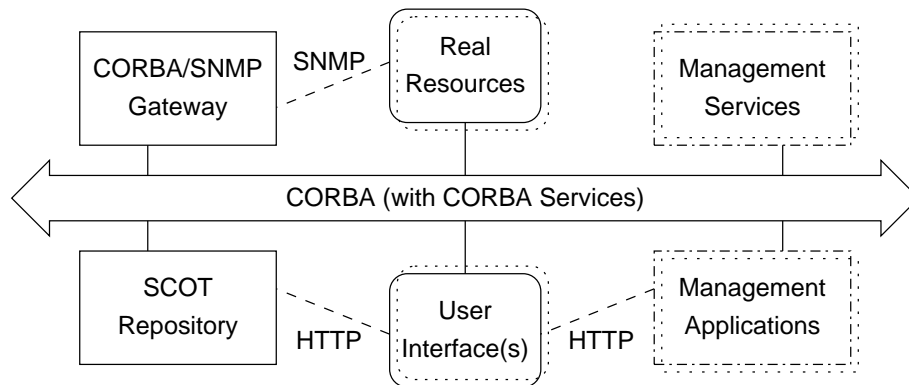 CORBA/SNMP
Gateway
SNMP
Real
Resources
Management
Services
CORBA (with CORBA Services)
SCOT
Repository
HTTP
User
Interface(s)
HTTP
Management
Applications